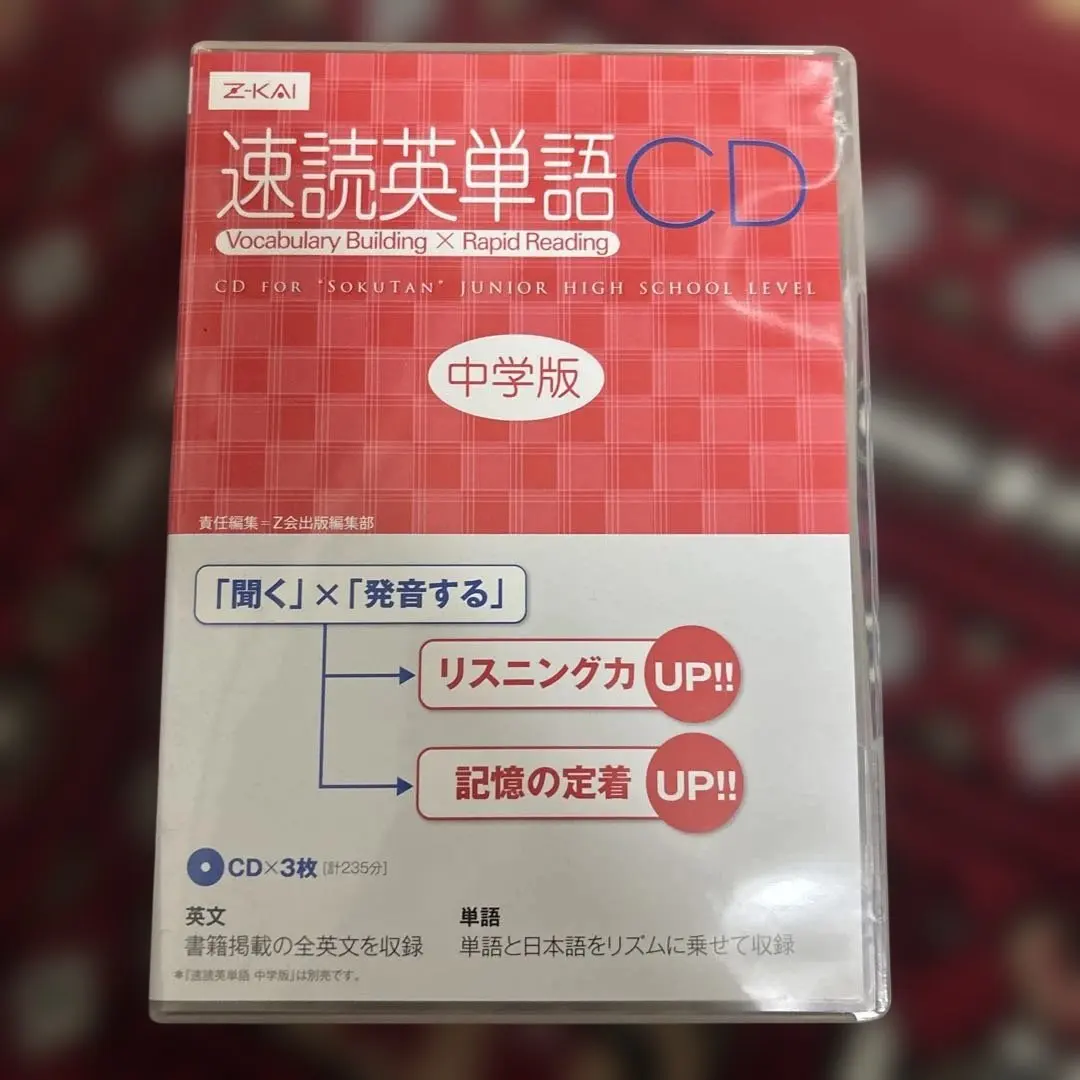 Z-KAI
速読英単語CD
Vocabulary Building × Rapid Reading
CD FOR "SOKUTAN" JUNIOR HIGH SCHOOL LEVEL
中学版
責任編集=Z会出版編集部
「聞く」×「発音する」
リスニング力 UP!!
記憶の定着 UP!!
CD×3枚 [計235分]
英文
書籍掲載の全英文を収録
単語
単語と日本語をリズムに乗せて収録
*「速読英単語 中学版」は別売です。